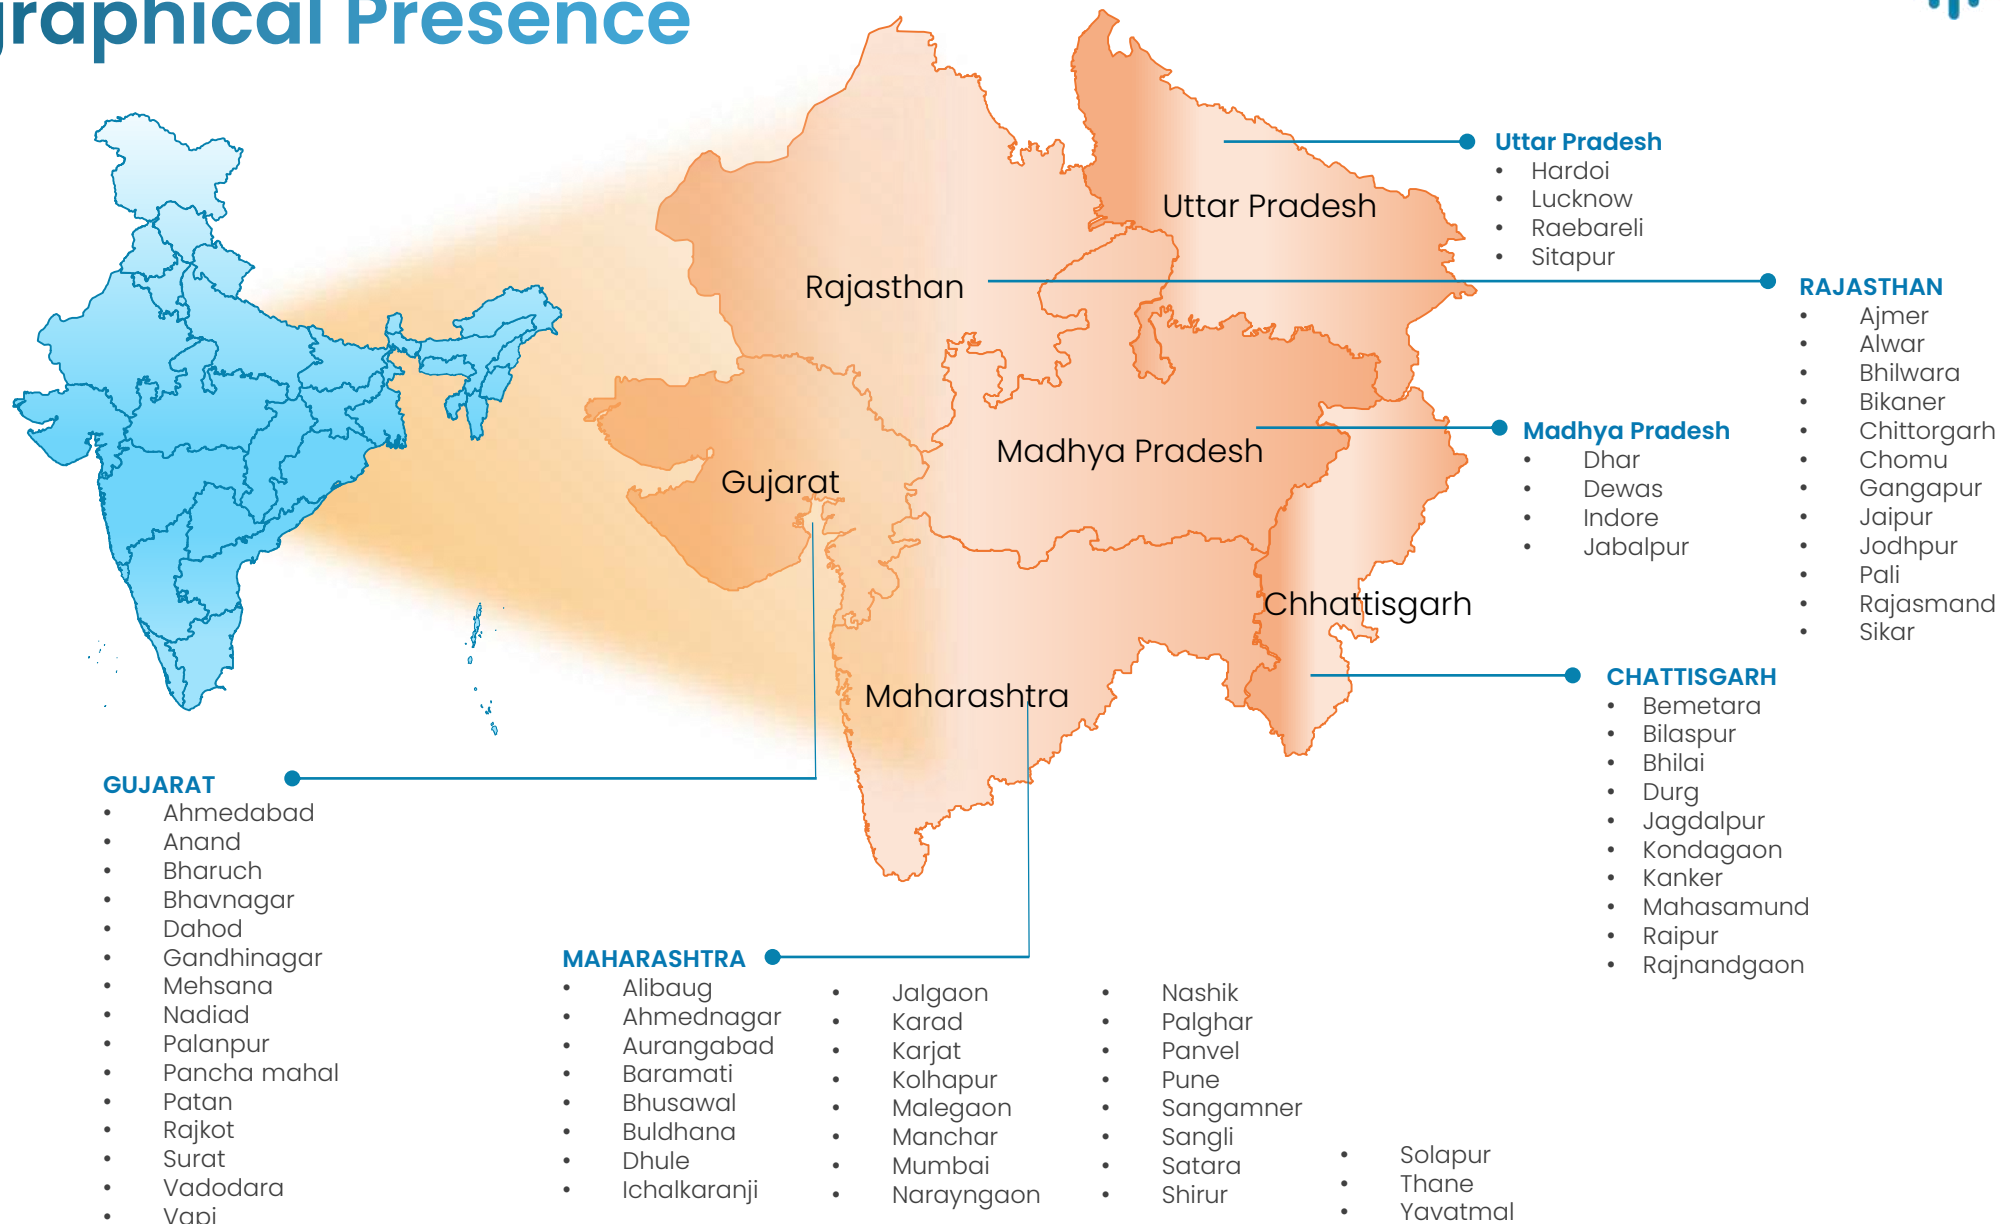 graphical Presence
Uttar Pradesh
Rajasthan
Madhya Pradesh
Gujarat
Chhattisgarh
Maharashtra
Uttar Pradesh
• Hardoi
• Lucknow
• Raebareli
• Sitapur
RAJASTHAN
• Ajmer
• Alwar
• Bhilwara
• Bikaner
• Chittorgarh
• Chomu
• Gangapur
• Jaipur
• Jodhpur
• Pali
• Rajasmand
• Sikar
Madhya Pradesh
• Dhar
• Dewas
• Indore
• Jabalpur
CHATTISGARH
• Bemetara
• Bilaspur
• Bhilai
• Durg
• Jagdalpur
• Kondagaon
• Kanker
• Mahasamund
• Raipur
• Rajnandgaon
GUJARAT
• Ahmedabad
• Anand
• Bharuch
• Bhavnagar
• Dahod
• Gandhinagar
• Mehsana
• Nadiad
• Palanpur
• Pancha mahal
• Patan
• Rajkot
• Surat
• Vadodara
• Vapi
MAHARASHTRA
• Alibaug
• Ahmednagar
• Aurangabad
• Baramati
• Bhusawal
• Buldhana
• Dhule
• Ichalkaranji
• Jalgaon
• Karad
• Karjat
• Kolhapur
• Malegaon
• Manchar
• Mumbai
• Narayngaon
• Nashik
• Palghar
• Panvel
• Pune
• Sangamner
• Sangli
• Satara
• Shirur
• Solapur
• Thane
• Yavatmal